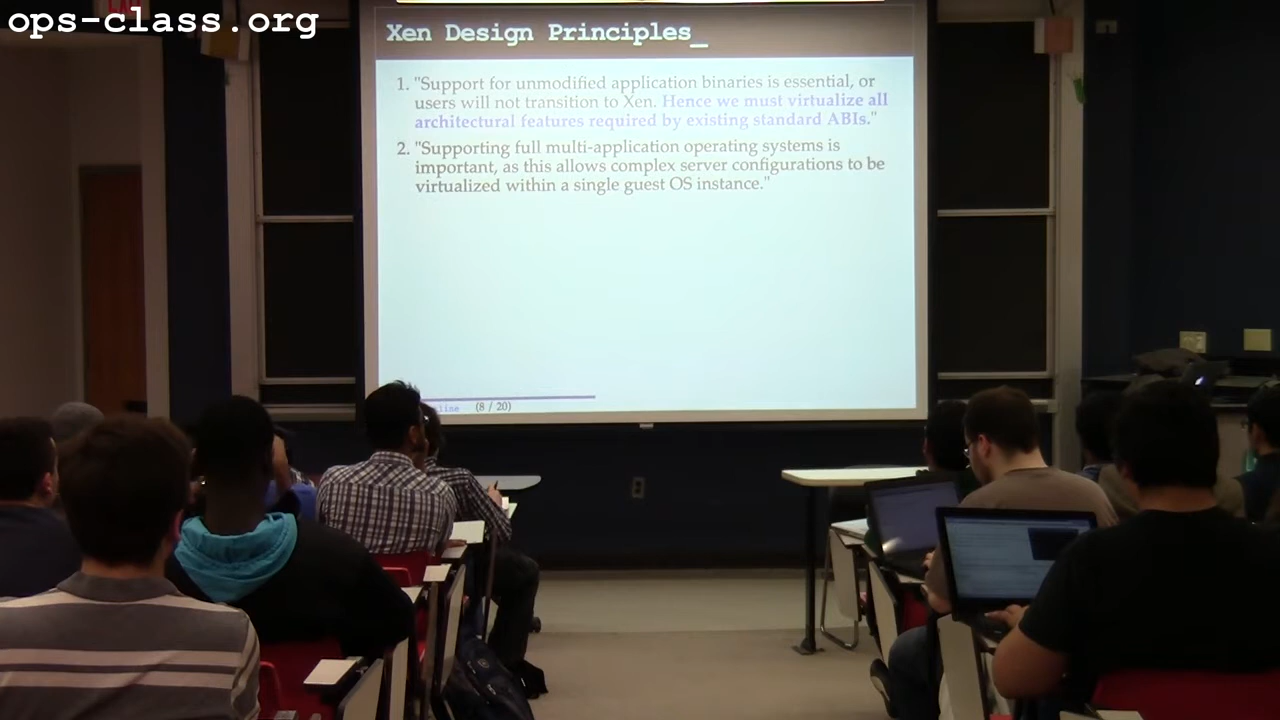 ops-class.org
Xen Design Principles_
1. "Support for unmodified application binaries is essential, or
users will not transition to Xen. Hence we must virtualize all
architectural features required by existing standard ABIs."
2. "Supporting full multi-application operating systems is
important, as this allows complex server configurations to be
virtualized within a single guest OS instance."
(8 / 20)